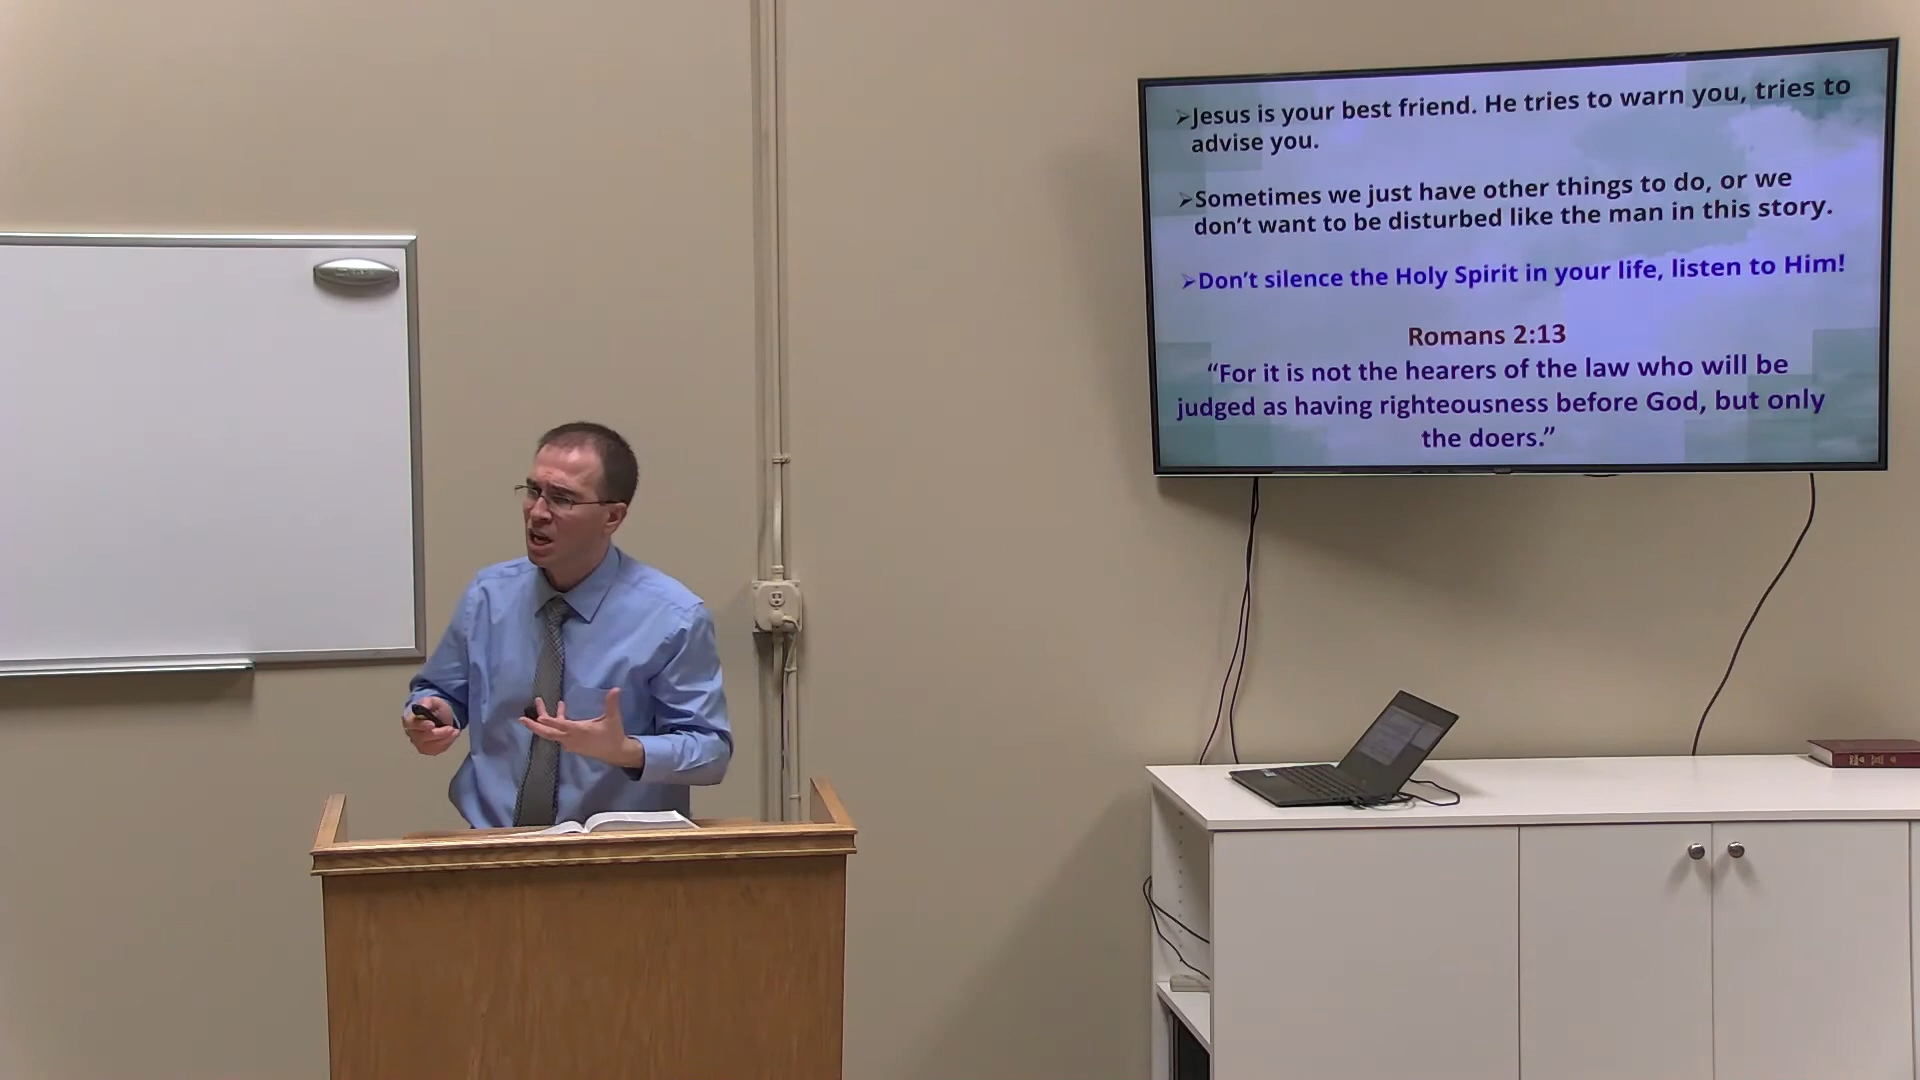 ➢Jesus is your best friend. He tries to warn you, tries to
advise you.
➢Sometimes we just have other things to do, or we
don’t want to be disturbed like the man in this story.
➢Don’t silence the Holy Spirit in your life, listen to Him!
Romans 2:13
“For it is not the hearers of the law who will be
judged as having righteousness before God, but only
the doers.”